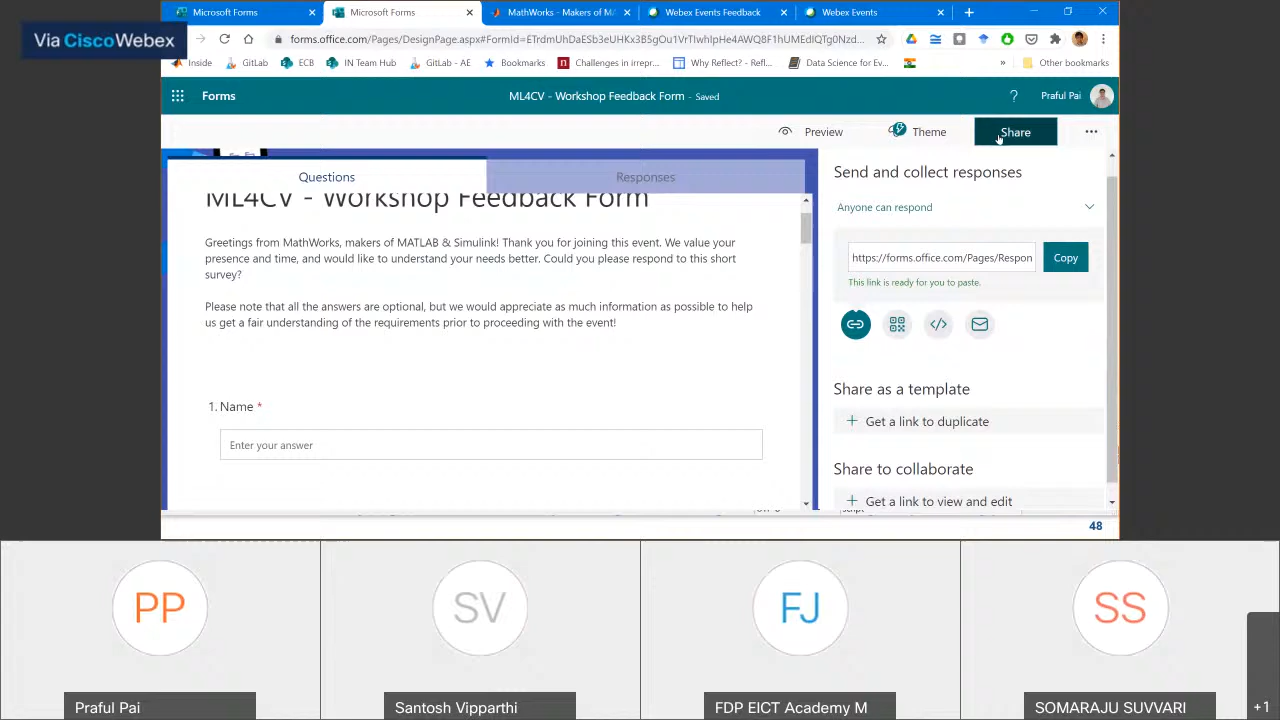 Via CiscoWebex
Microsoft Forms
Microsoft Forms
MathWorks - Makers of M
Webex Events Feedback
Webex Events
forms.office.com/Pages/DesignPage.aspx#FormId=ETrdmUhDaESb3eUHKx3B5gOu1VrTIwhIpHe4AWQ8F1hUMEdIQTg0Nzd...
Inside
GitLab
ECB
IN Team Hub
GitLab - AE
Bookmarks
Challenges in irrepr...
Why Reflect? - Refl...
Data Science for Ev...
»
Other bookmarks
Forms
ML4CV - Workshop Feedback Form - Saved
?
Praful Pai
Preview
Theme
Share
Questions
Responses
ML4CV - Workshop Feedback Form
Greetings from MathWorks, makers of MATLAB & Simulink! Thank you for joining this event. We value your
presence and time, and would like to understand your needs better. Could you please respond to this short
survey?
Please note that all the answers are optional, but we would appreciate as much information as possible to help
us get a fair understanding of the requirements prior to proceeding with the event!
1. Name *
Enter your answer
Send and collect responses
Anyone can respond
https://forms.office.com/Pages/Respon
Copy
This link is ready for you to paste.
Share as a template
+ Get a link to duplicate
Share to collaborate
+ Get a link to view and edit
48
PP
SV
FJ
SS
Praful Pai
Santosh Vipparthi
FDP EICT Academy M
SOMARAJU SUVVARI
+1